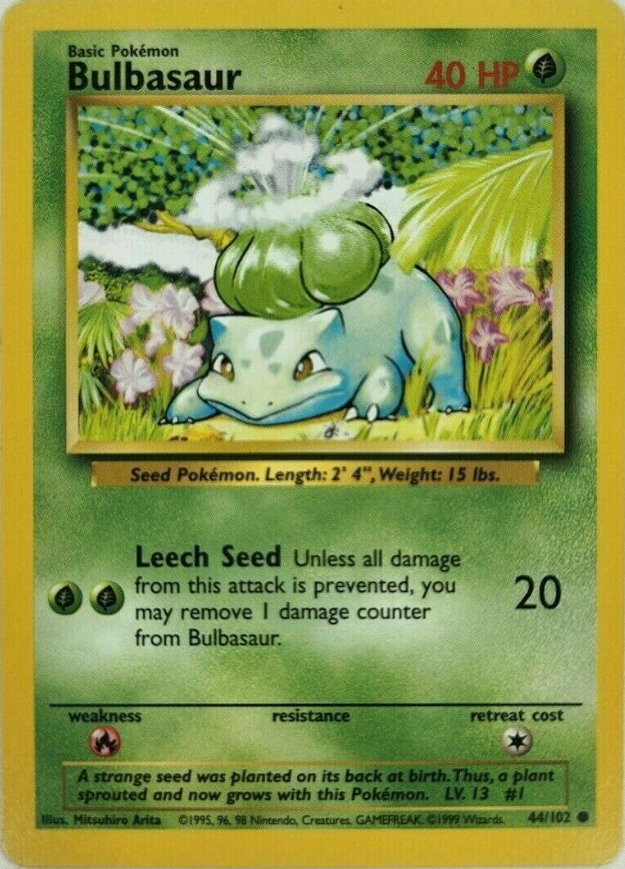 Basic Pokémon
Bulbasaur
40 HP
Seed Pokémon. Length: 2' 4", Weight: 15 lbs.
Leech Seed Unless all damage
from this attack is prevented, you
may remove 1 damage counter
from Bulbasaur.
20
weakness resistance retreat cost
A strange seed was planted on its back at birth. Thus, a plant
sprouted and now grows with this Pokémon. LV. 13 #1
Illus. Mitsuhiro Arita ©1995, 96, 98 Nintendo, Creatures, GAMEFREAK. ©1999 Wizards. 44/102